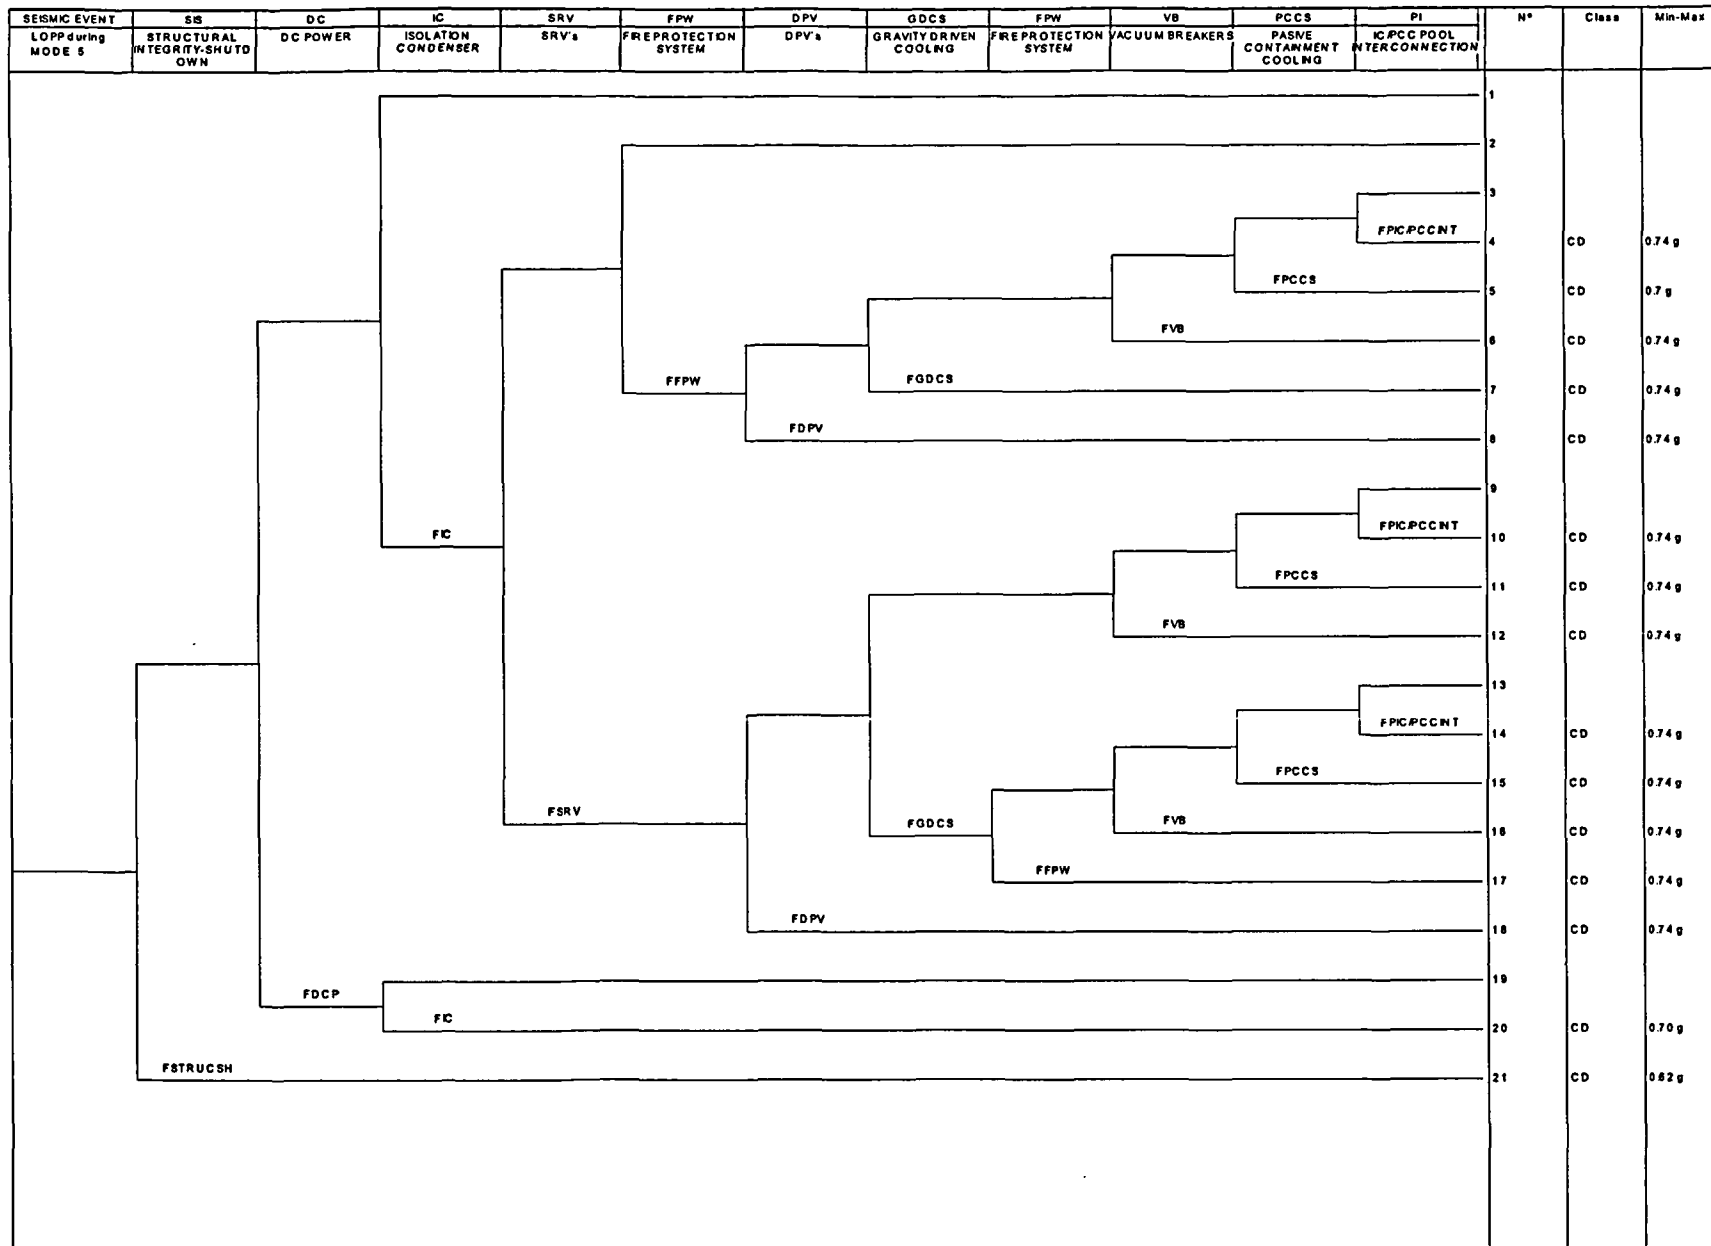 SEISMIC EVENT SIS DC IC SRV FPW DPV GDCS FPW VB PCCS PI N° Class Min-Max
LOPP during MODE 5
STRUCTURAL INTEGRITY-SHUTD OWN
DC POWER
ISOLATION CONDENSER
SRV's
FIRE PROTECTION SYSTEM
DPV's
GRAVITY DRIVEN COOLING
FIRE PROTECTION SYSTEM
VACUUM BREAKERS
PASIVE CONTAINMENT COOLING
IC/PCC POOL INTERCONNECTION
1
2
3
FPIC/PCCINT
4 CD 0.74 g
FPCCS
5 CD 0.7 g
FVB
6 CD 0.74 g
FFPW FGDCS
7 CD 0.74 g
FDPV
8 CD 0.74 g
9
FPIC/PCCINT
FIC
10 CD 0.74 g
FPCCS
11 CD 0.74 g
FVB
12 CD 0.74 g
13
FPIC/PCCINT
14 CD 0.74 g
FPCCS
15 CD 0.74 g
FSRV FGDCS FVB
16 CD 0.74 g
FFPW
17 CD 0.74 g
FDPV
18 CD 0.74 g
19
FDCP
FIC
20 CD 0.70 g
FSTRUCSH
21 CD 0.62 g